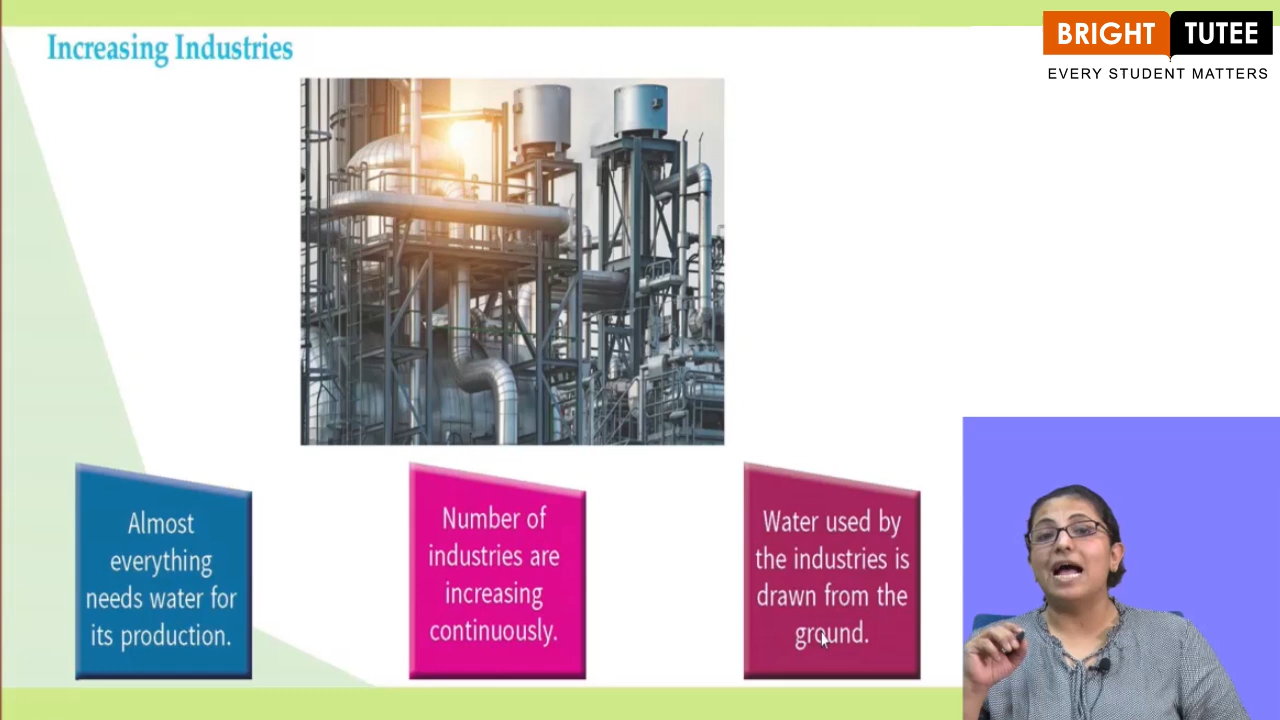 Increasing Industries
BRIGHT TUTEE
EVERY STUDENT MATTERS
Almost
everything
needs water for
its production.
Number of
industries are
increasing
continuously.
Water used by
the industries is
drawn from the
ground.